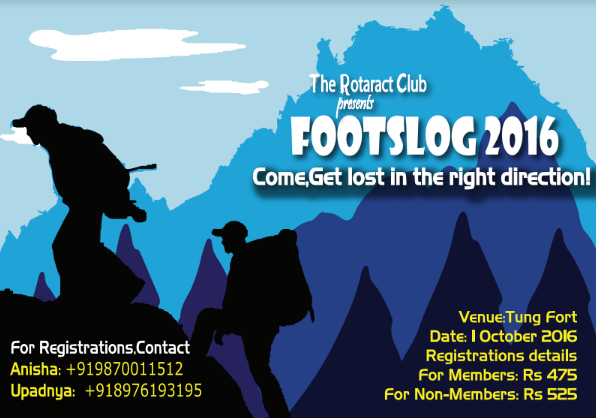 The Rotaract Club
presents
FOOTSLOG 2016
Come,Get lost in the right direction!
For Registrations,Contact
Anisha: +919870011512
Upadnya: +918976193195
Venue:Tung Fort
Date: 1 October 2016
Registrations details
For Members: Rs 475
For Non-Members: Rs 525